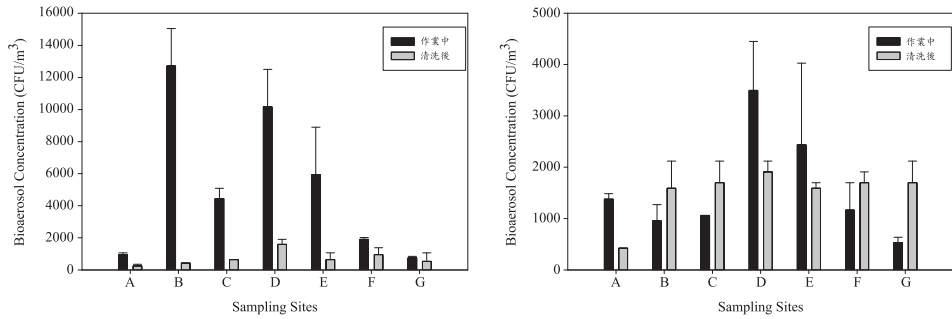 16000
14000
12000
10000
8000
6000
4000
2000
0
Bioaerosol Concentration (CFU/m³)
作業中
清洗後
A B C D E F G
Sampling Sites
5000
4000
3000
2000
1000
0
Bioaerosol Concentration (CFU/m³)
作業中
清洗後
A B C D E F G
Sampling Sites